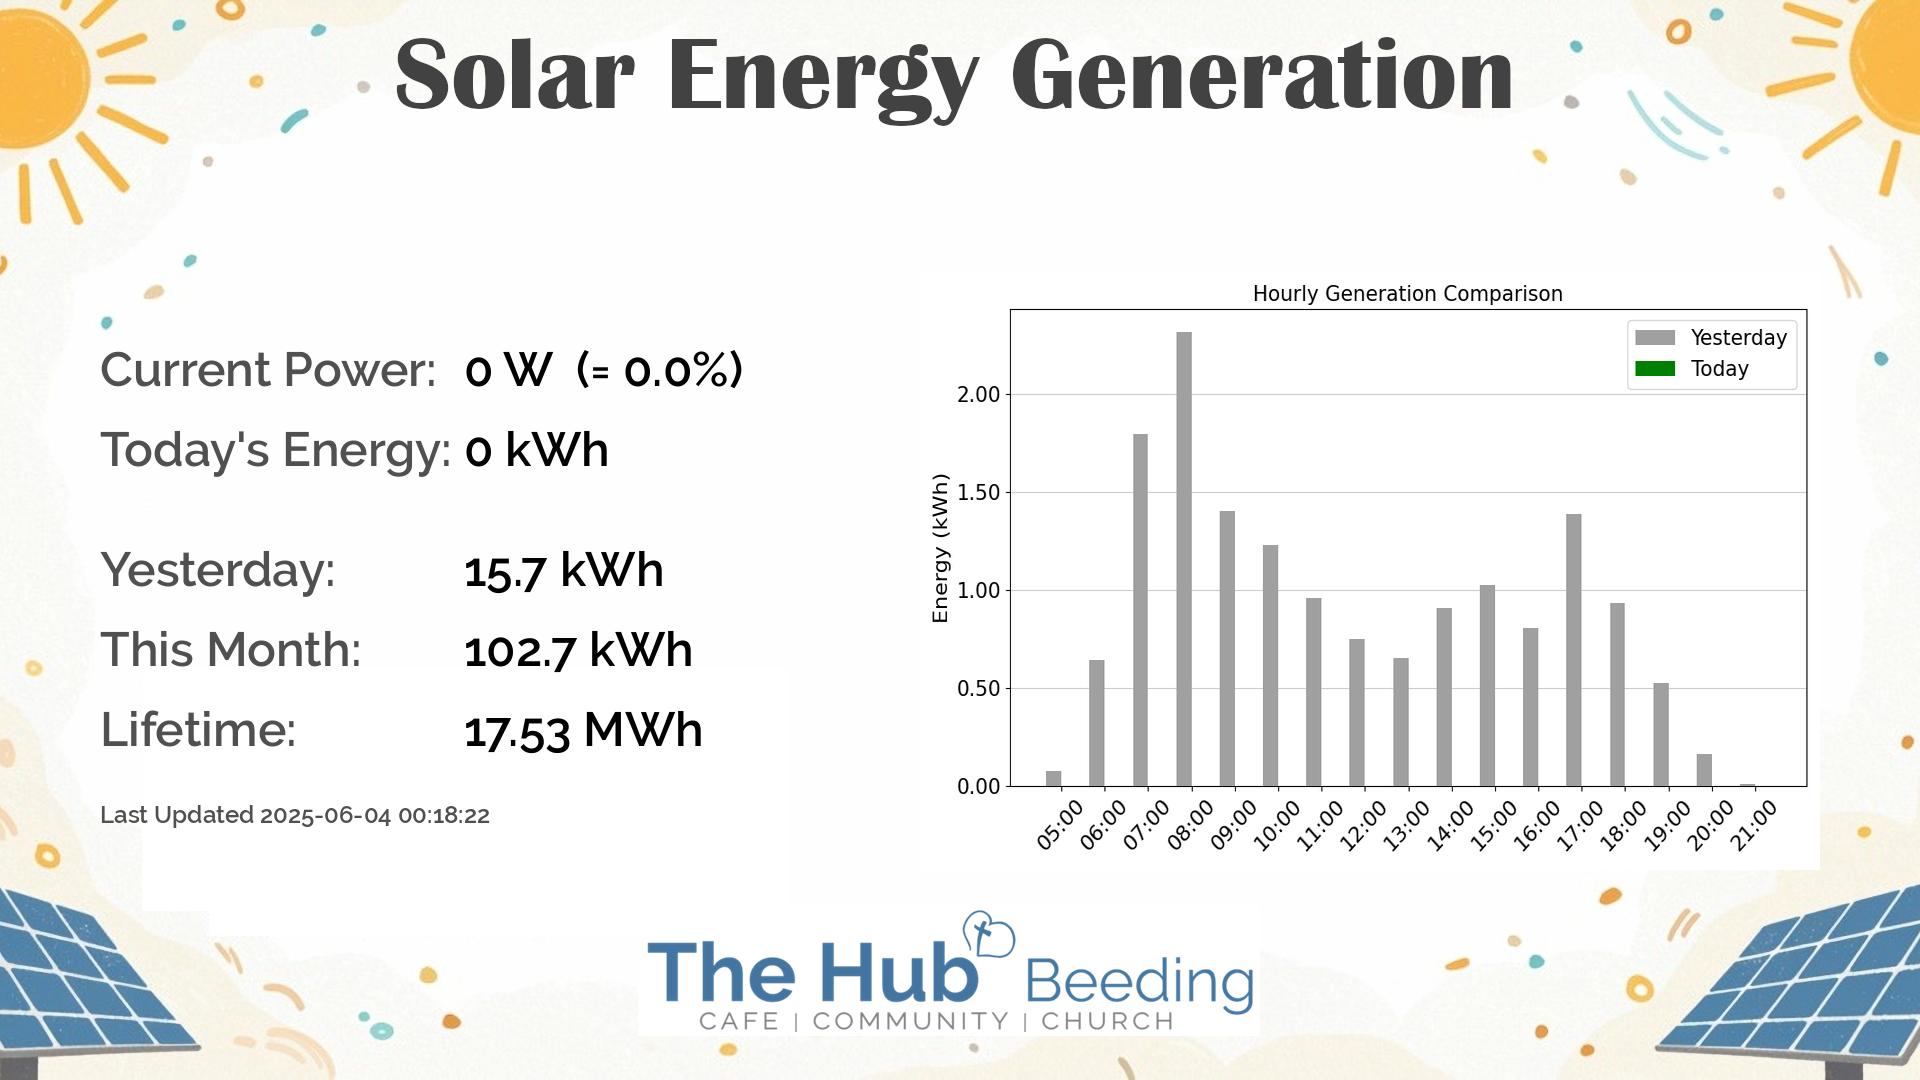 Solar Energy Generation
Current Power: 0 W (= 0.0%)
Today's Energy: 0 kWh
Yesterday: 15.7 kWh
This Month: 102.7 kWh
Lifetime: 17.53 MWh
Last Updated 2025-06-04 00:18:22
Hourly Generation Comparison
Yesterday
Today
Energy (kWh)
2.00
1.50
1.00
0.50
0.00
05:00 06:00 07:00 08:00 09:00 10:00 11:00 12:00 13:00 14:00 15:00 16:00 17:00 18:00 19:00 20:00 21:00
The Hub Beeding
CAFE | COMMUNITY | CHURCH